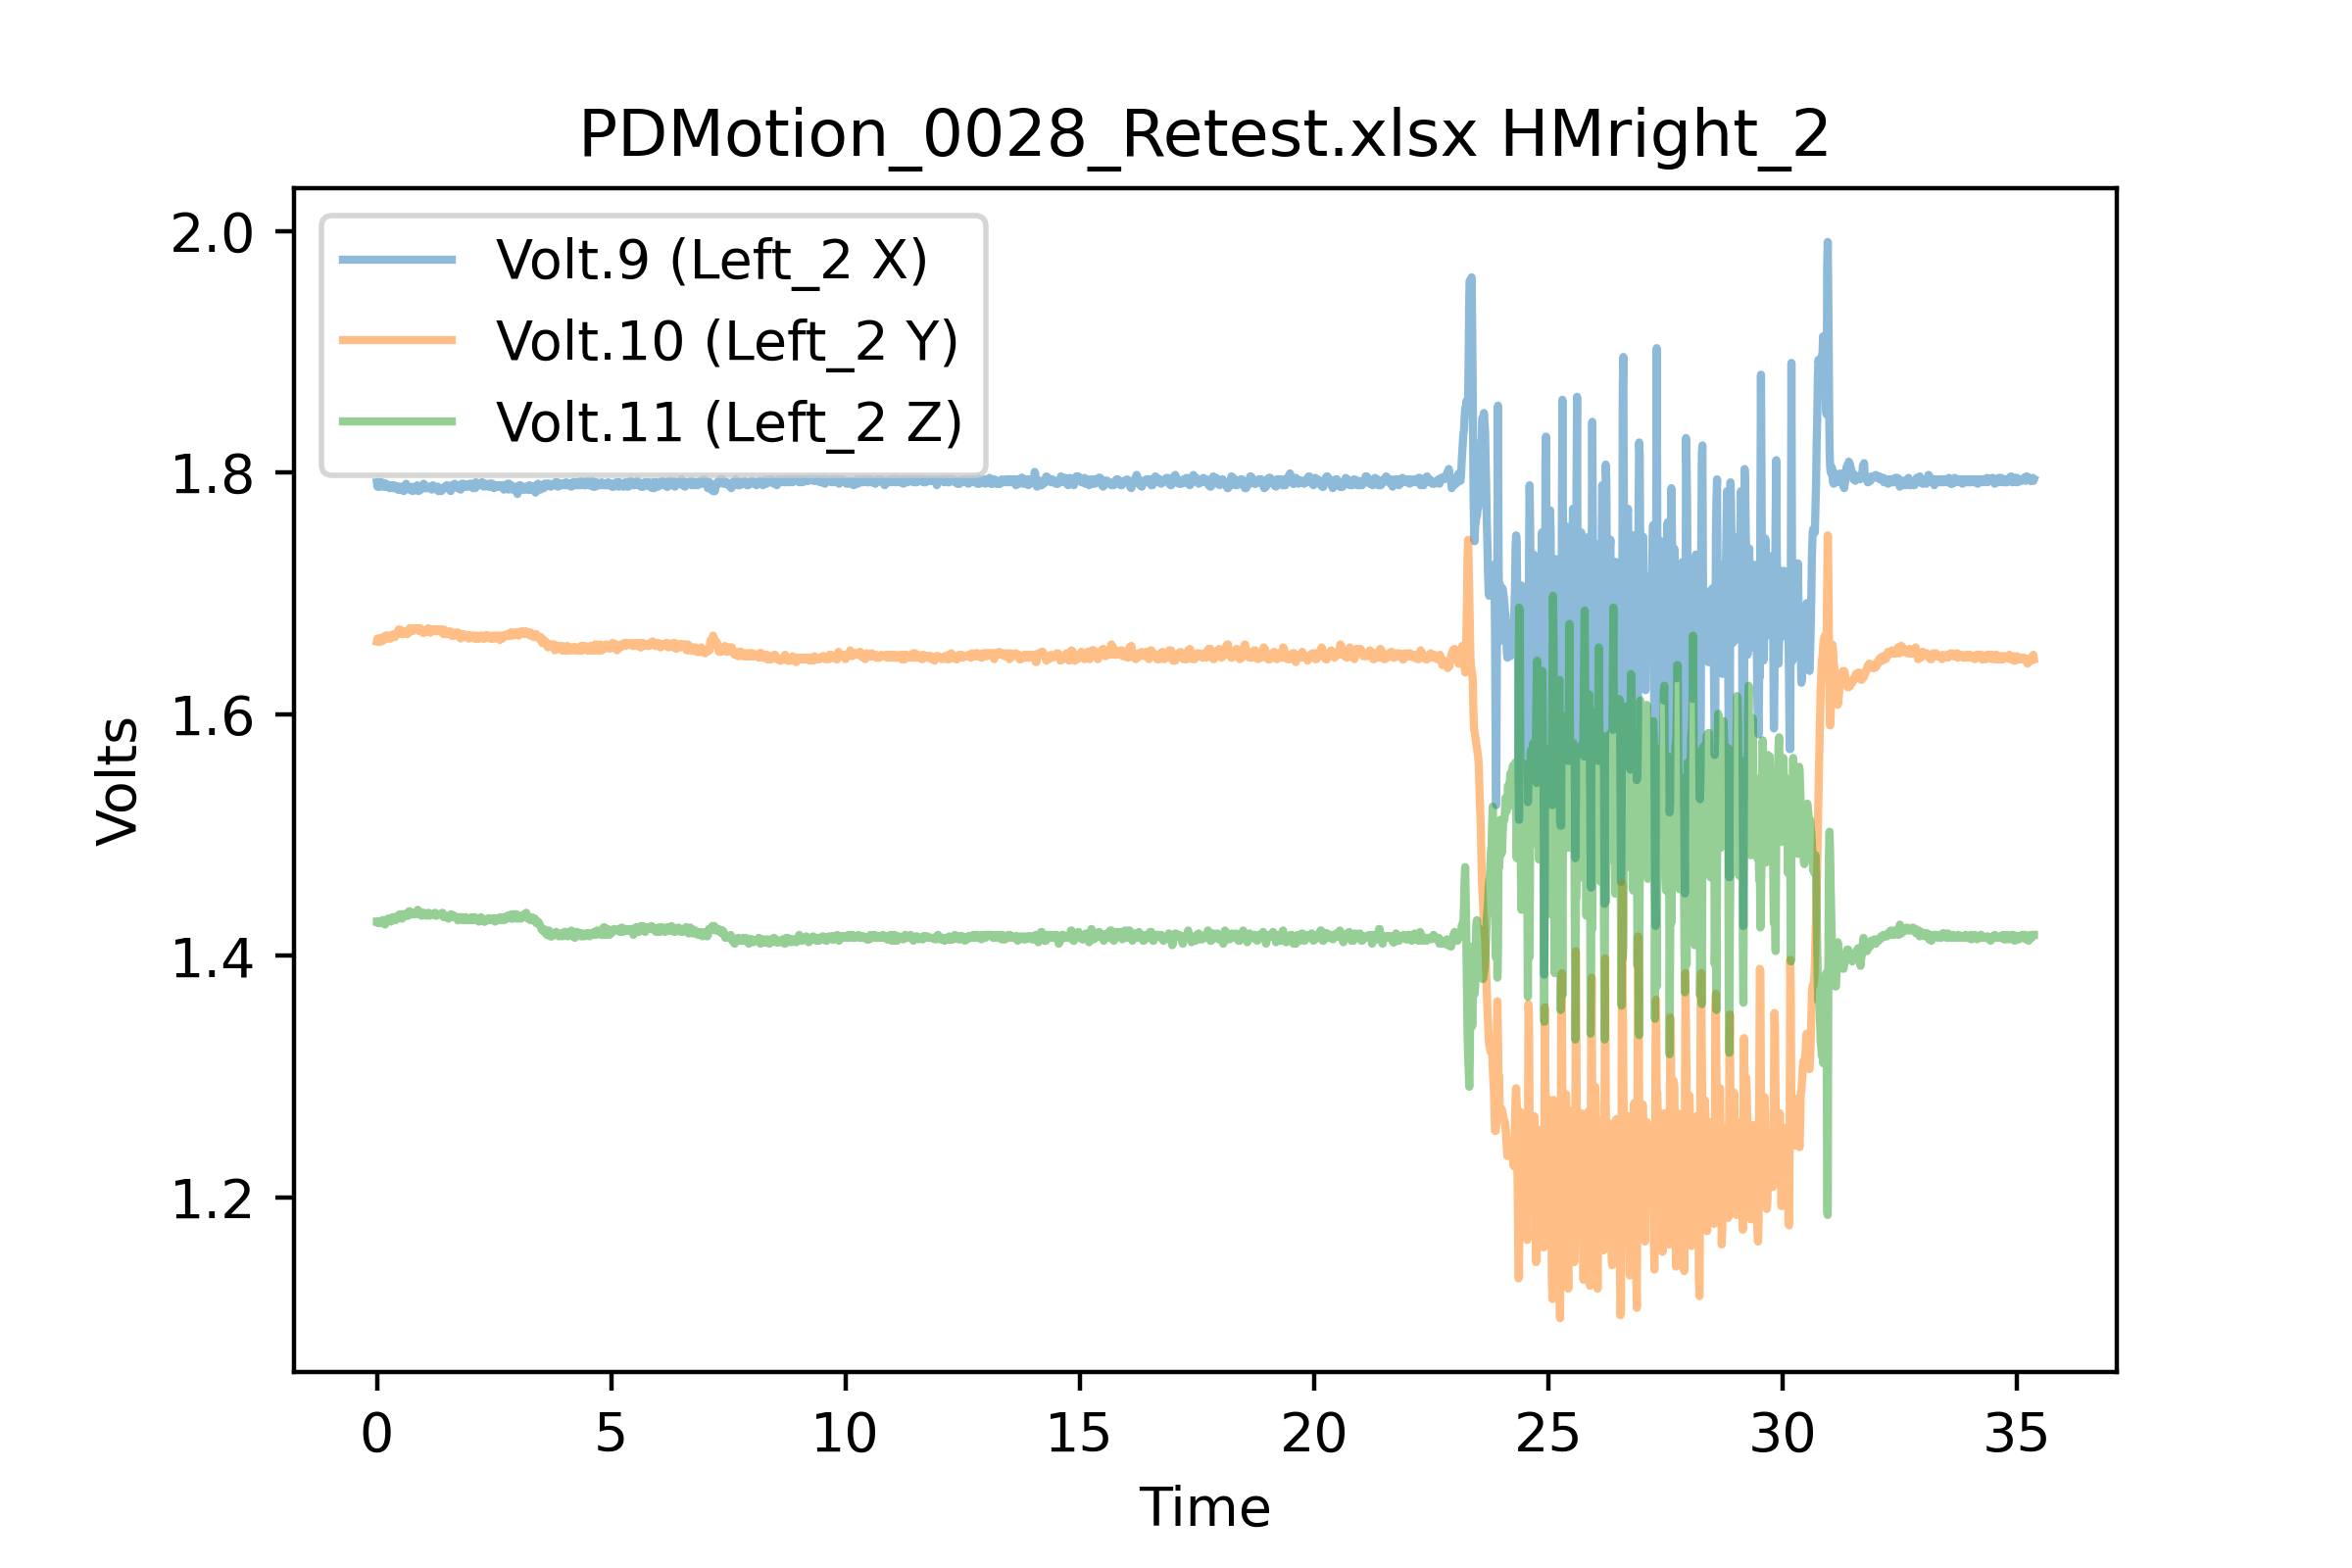 PDMotion_0028_Retest.xlsx HMright_2
Volt.9 (Left_2 X)
Volt.10 (Left_2 Y)
Volt.11 (Left_2 Z)
2.0
1.8
1.6
1.4
1.2
Volts
0 5 10 15 20 25 30 35
Time